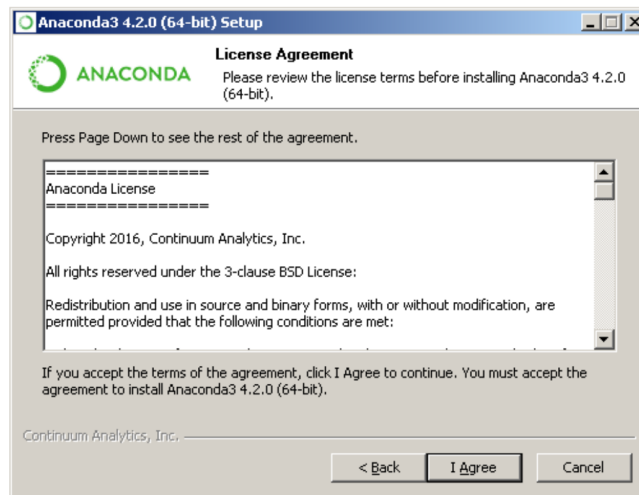 Anaconda3 4.2.0 (64-bit) Setup
ANACONDA
License Agreement
Please review the license terms before installing Anaconda3 4.2.0
(64-bit).
Press Page Down to see the rest of the agreement.
================
Anaconda License
================
Copyright 2016, Continuum Analytics, Inc.
All rights reserved under the 3-clause BSD License:
Redistribution and use in source and binary forms, with or without modification, are
permitted provided that the following conditions are met:
If you accept the terms of the agreement, click I Agree to continue. You must accept the
agreement to install Anaconda3 4.2.0 (64-bit).
Continuum Analytics, Inc.
< Back
I Agree
Cancel